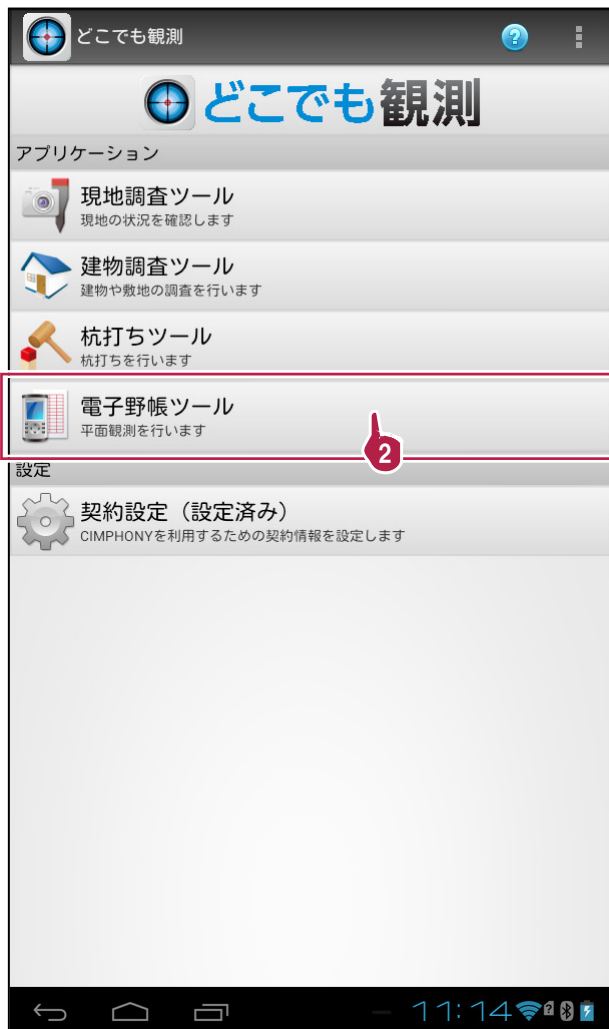 どこでも観測
どこでも観測
アプリケーション
現地調査ツール
現地の状況を確認します
建物調査ツール
建物や敷地の調査を行います
杭打ちツール
杭打ちを行います
電子野帳ツール
平面観測を行います
2
設定
契約設定（設定済み）
CIMPHONYを利用するための契約情報を設定します
11:14